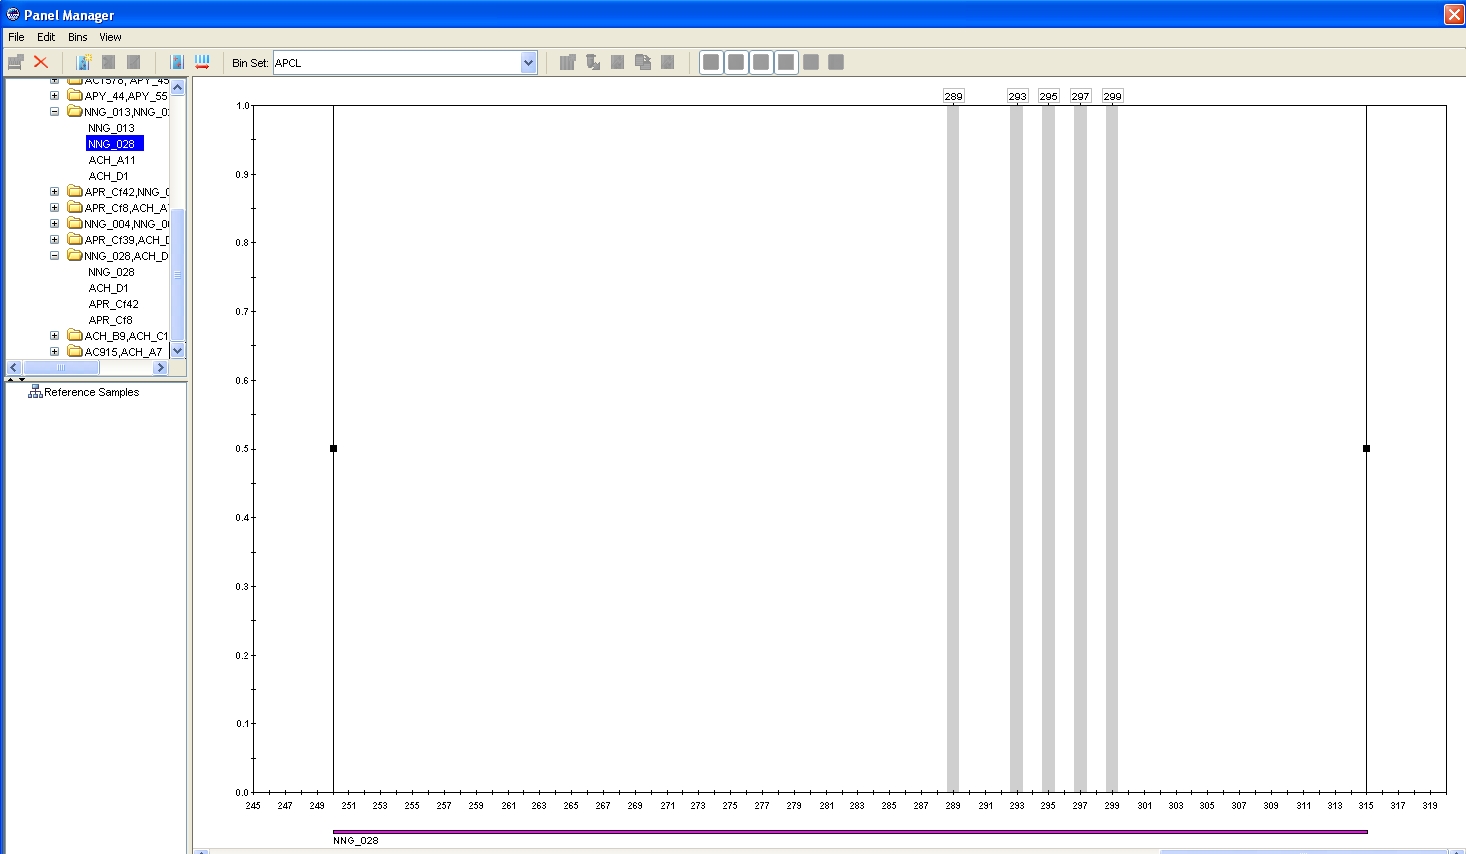 Panel Manager
File Edit Bins View
Bin Set: APCL
APY_44,APY_55
NNG_013,NNG_0
NNG_013
NNG_028
ACH_A11
ACH_D1
APR_Cf42,NNG_0
APR_Cf8,ACH_A
NNG_004,NNG_0
APR_Cf39,ACH_D
NNG_028,ACH_D
NNG_028
ACH_D1
APR_Cf42
APR_Cf8
ACH_B9,ACH_C1
AC915,ACH_A7
Reference Samples
289 293 295 297 299
1.0
0.9
0.8
0.7
0.6
0.5
0.4
0.3
0.2
0.1
0.0
245 247 249 251 253 255 257 259 261 263 265 267 269 271 273 275 277 279 281 283 285 287 289 291 293 295 297 299 301 303 305 307 309 311 313 315 317 319
NNG_028